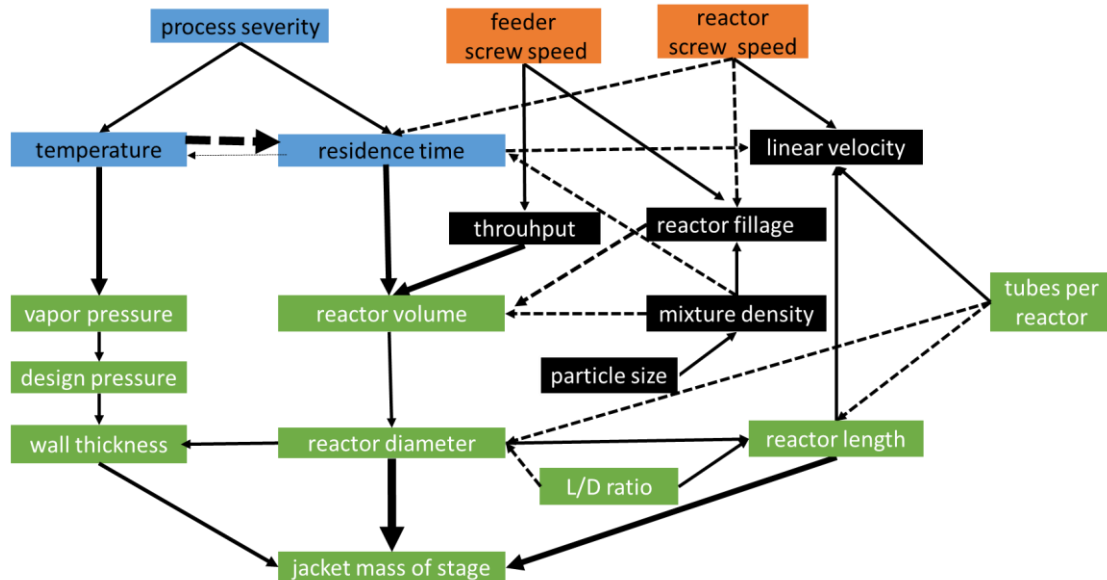 process severity
feeder
screw speed
reactor
screw speed
temperature
residence time
linear velocity
throuhput
reactor fillage
vapor pressure
reactor volume
mixture density
tubes per
reactor
design pressure
particle size
wall thickness
reactor diameter
reactor length
L/D ratio
jacket mass of stage